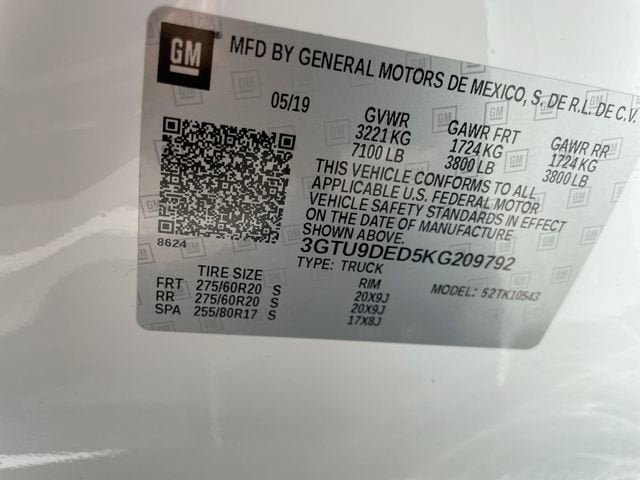 GM
MFD BY GENERAL MOTORS DE MEXICO, S. DE R.L. DE C.V.
05/19
GVWR GAWR FRT GAWR RR
3221 KG 1724 KG 1724 KG
7100 LB 3800 LB 3800 LB
THIS VEHICLE CONFORMS TO ALL
APPLICABLE U.S. FEDERAL MOTOR
VEHICLE SAFETY STANDARDS IN EFFECT
ON THE DATE OF MANUFACTURE
SHOWN ABOVE.
8624
3GTU9DED5KG209792
TYPE: TRUCK
MODEL: 52TK10543
TIRE SIZE RIM
FRT 275/60R20 S 20X9J
RR 275/60R20 S 20X9J
SPA 255/80R17 S 17X8J